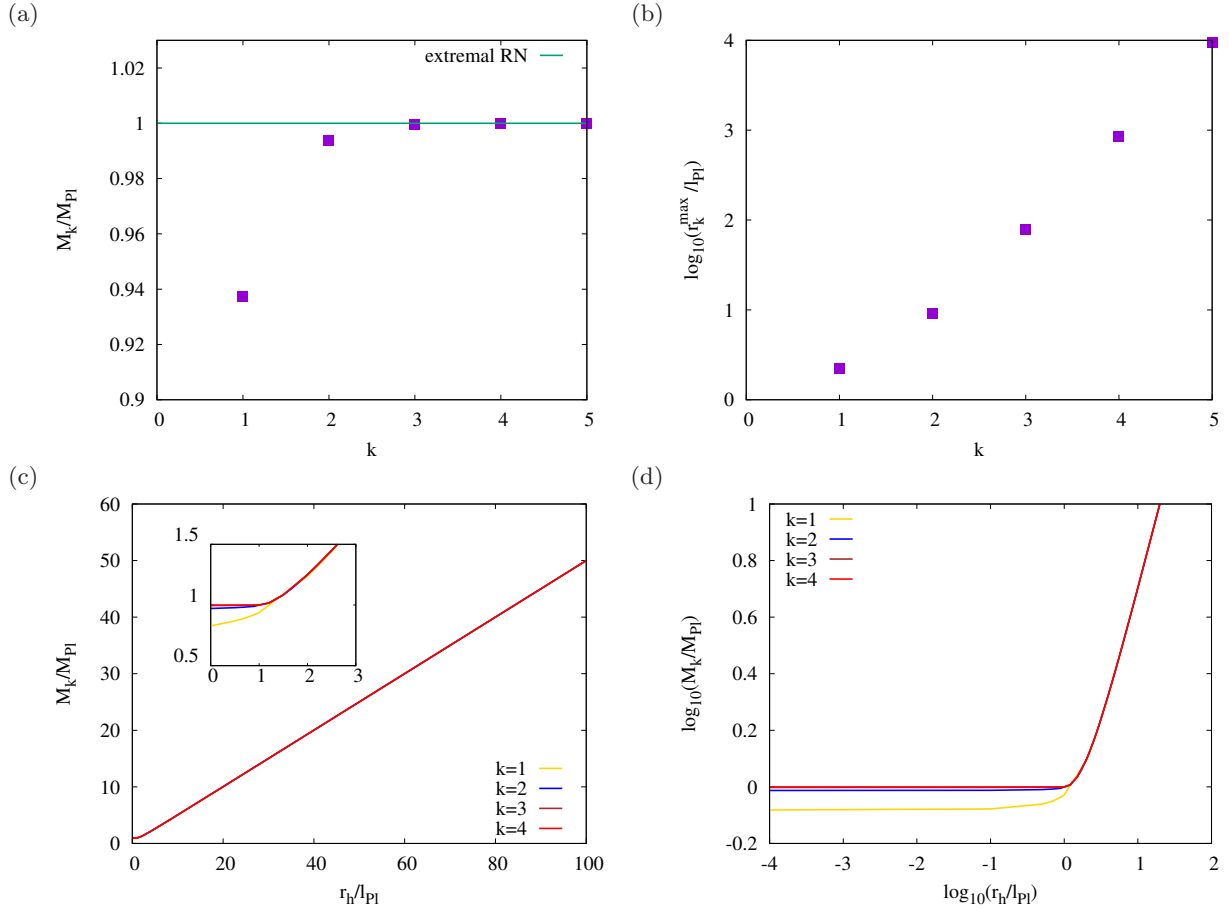 (a)
M_k/M_Pl
1.02
1
0.98
0.96
0.94
0.92
0.9
extremal RN
0 1 2 3 4 5
k
(b)
log_10(r_k^max/l_Pl)
4
3
2
1
0
0 1 2 3 4 5
k
(c)
M_k/M_Pl
60
50
40
30
20
10
0
1.5
1
0.5
0 1 2 3
k=1
k=2
k=3
k=4
0 20 40 60 80 100
r_h/l_Pl
(d)
log_10(M_k/M_Pl)
1
0.8
0.6
0.4
0.2
0
-0.2
k=1
k=2
k=3
k=4
-4 -3 -2 -1 0 1 2
log_10(r_h/l_Pl)